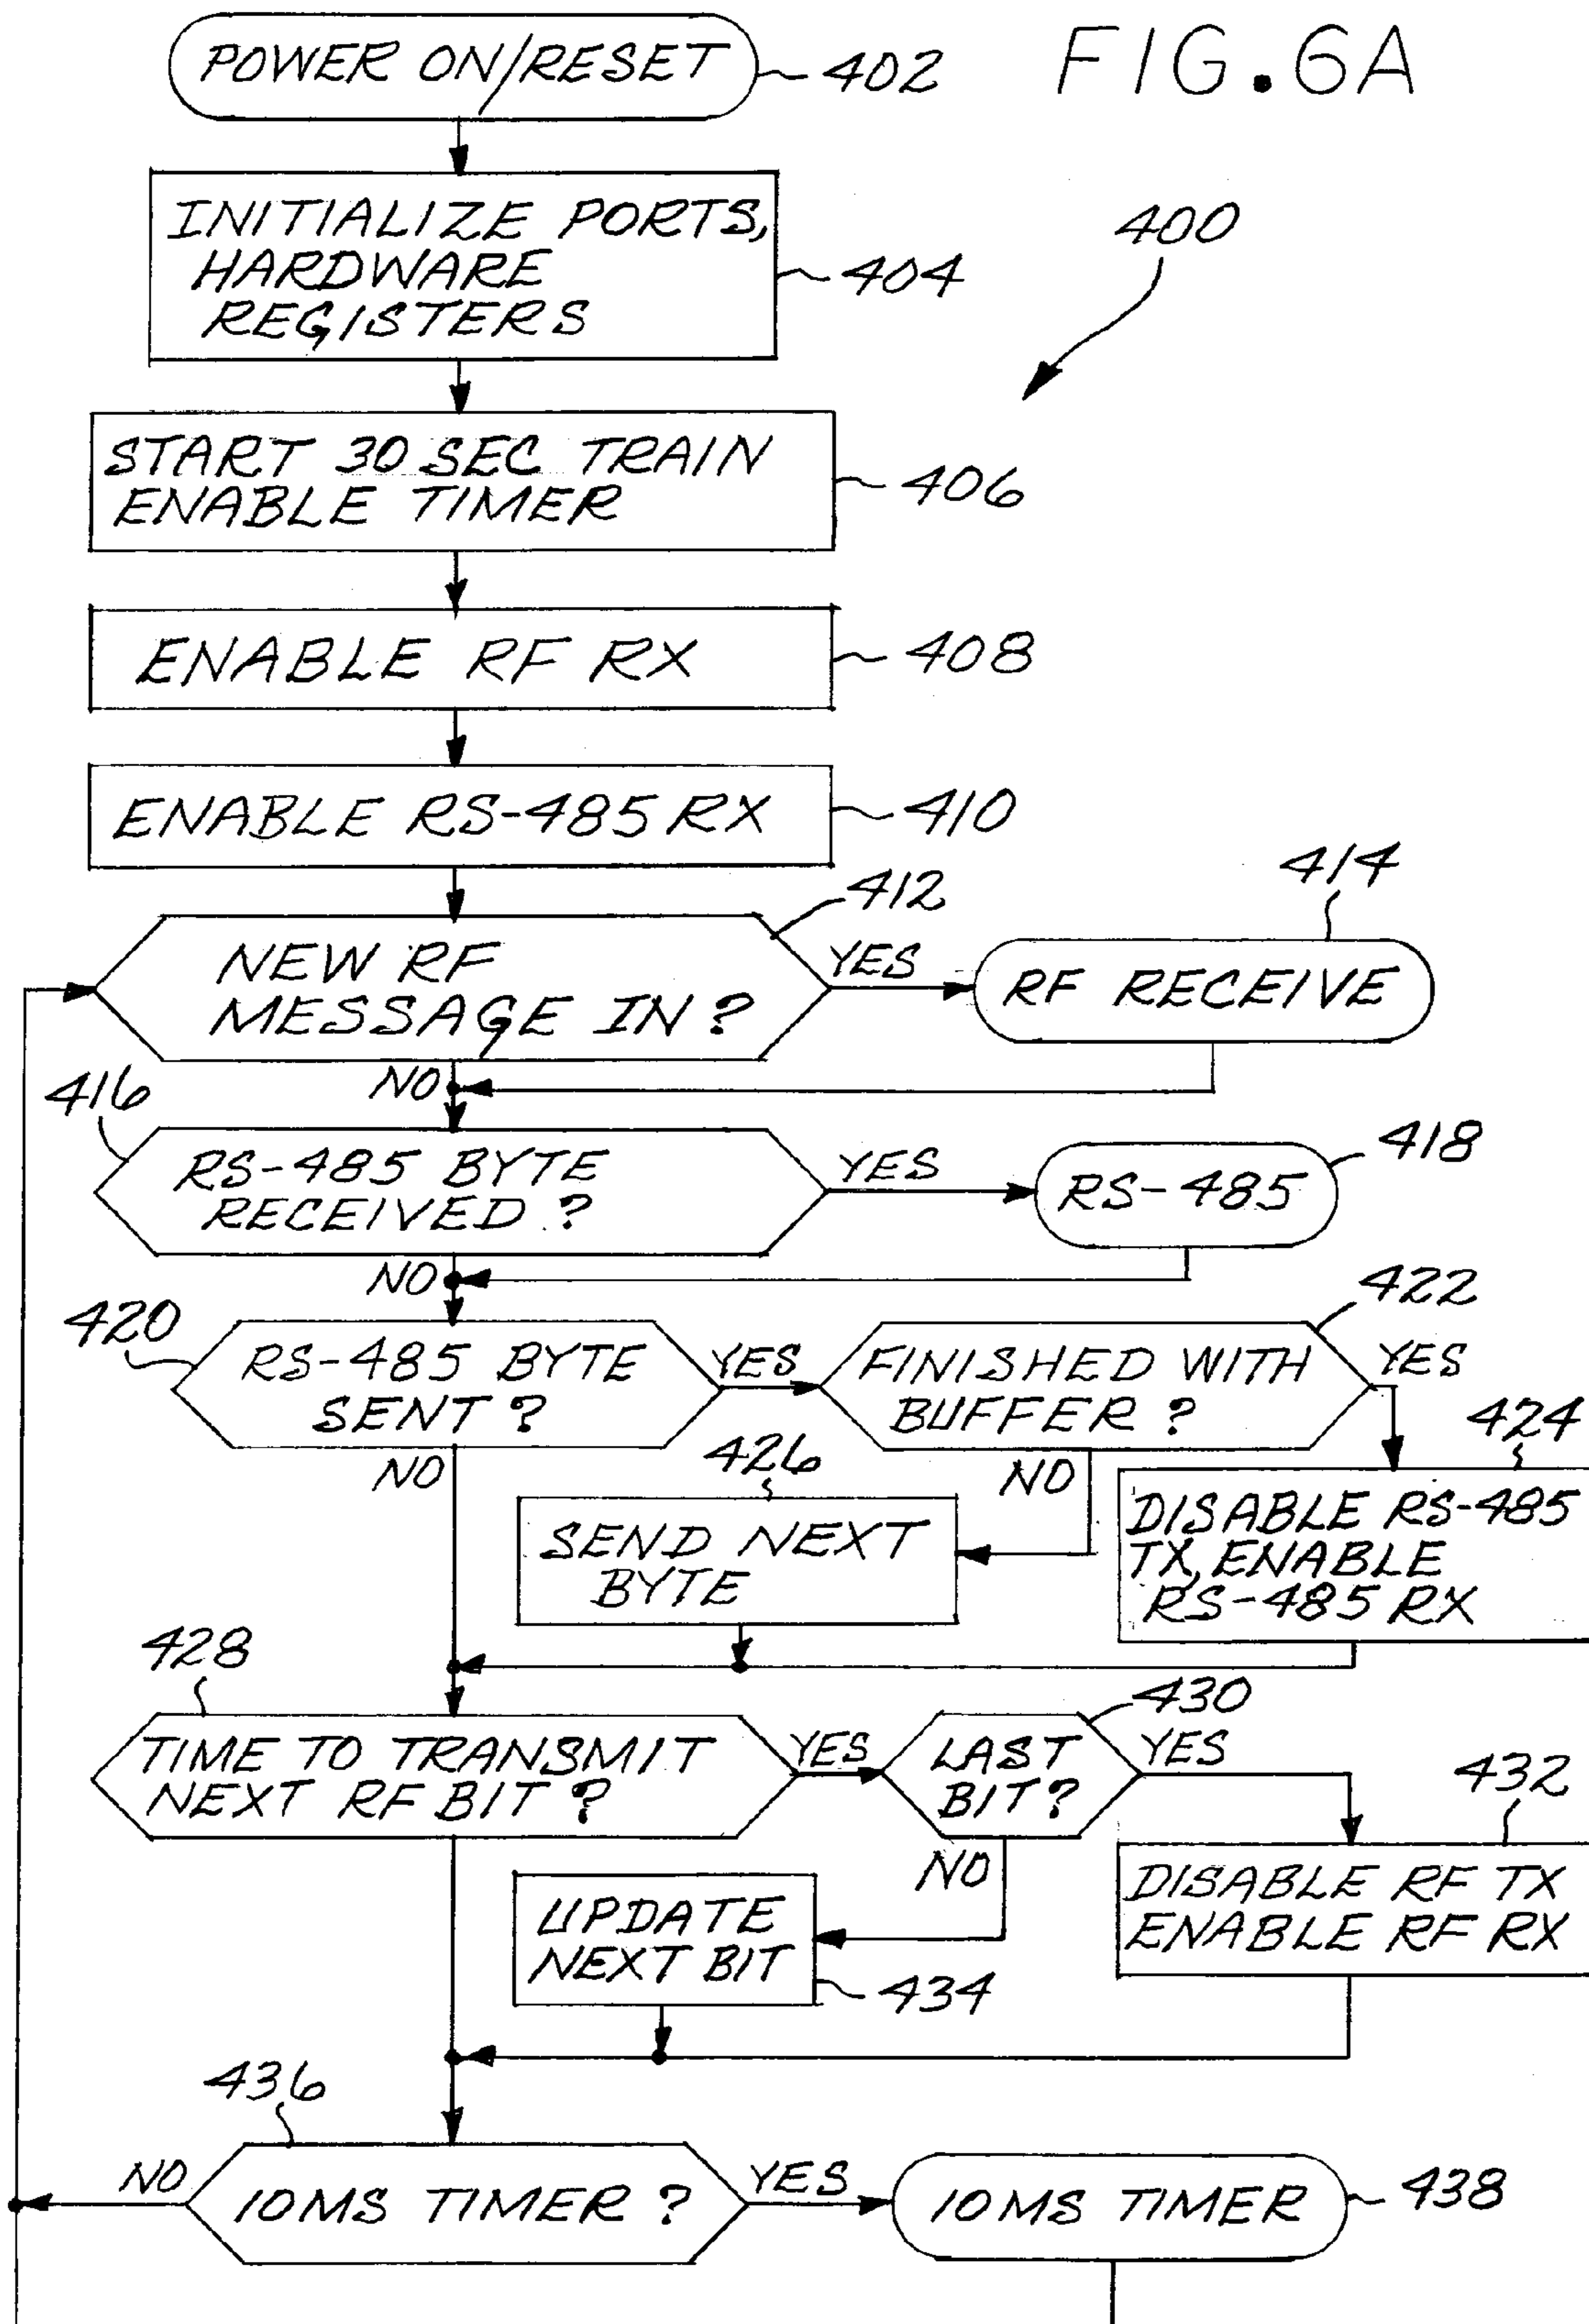 POWER ON/RESET
402
FIG. 6A
INITIALIZE PORTS,
HARDWARE
REGISTERS
404
400
START 30 SEC TRAIN
ENABLE TIMER
406
ENABLE RF RX
408
ENABLE RS-485 RX
410
412
414
NEW RF
MESSAGE IN ?
YES
RF RECEIVE
NO
416
RS-485 BYTE
RECEIVED ?
YES
RS-485
418
NO
420
RS-485 BYTE
SENT ?
YES
FINISHED WITH
BUFFER ?
422
YES
NO
426
NO
424
SEND NEXT
BYTE
DISABLE RS-485
TX, ENABLE
RS-485 RX
428
TIME TO TRANSMIT
NEXT RF BIT ?
YES
430
LAST
BIT?
YES
432
NO
UPDATE
NEXT BIT
434
DISABLE RF TX
ENABLE RF RX
436
NO
10MS TIMER ?
YES
10MS TIMER
438